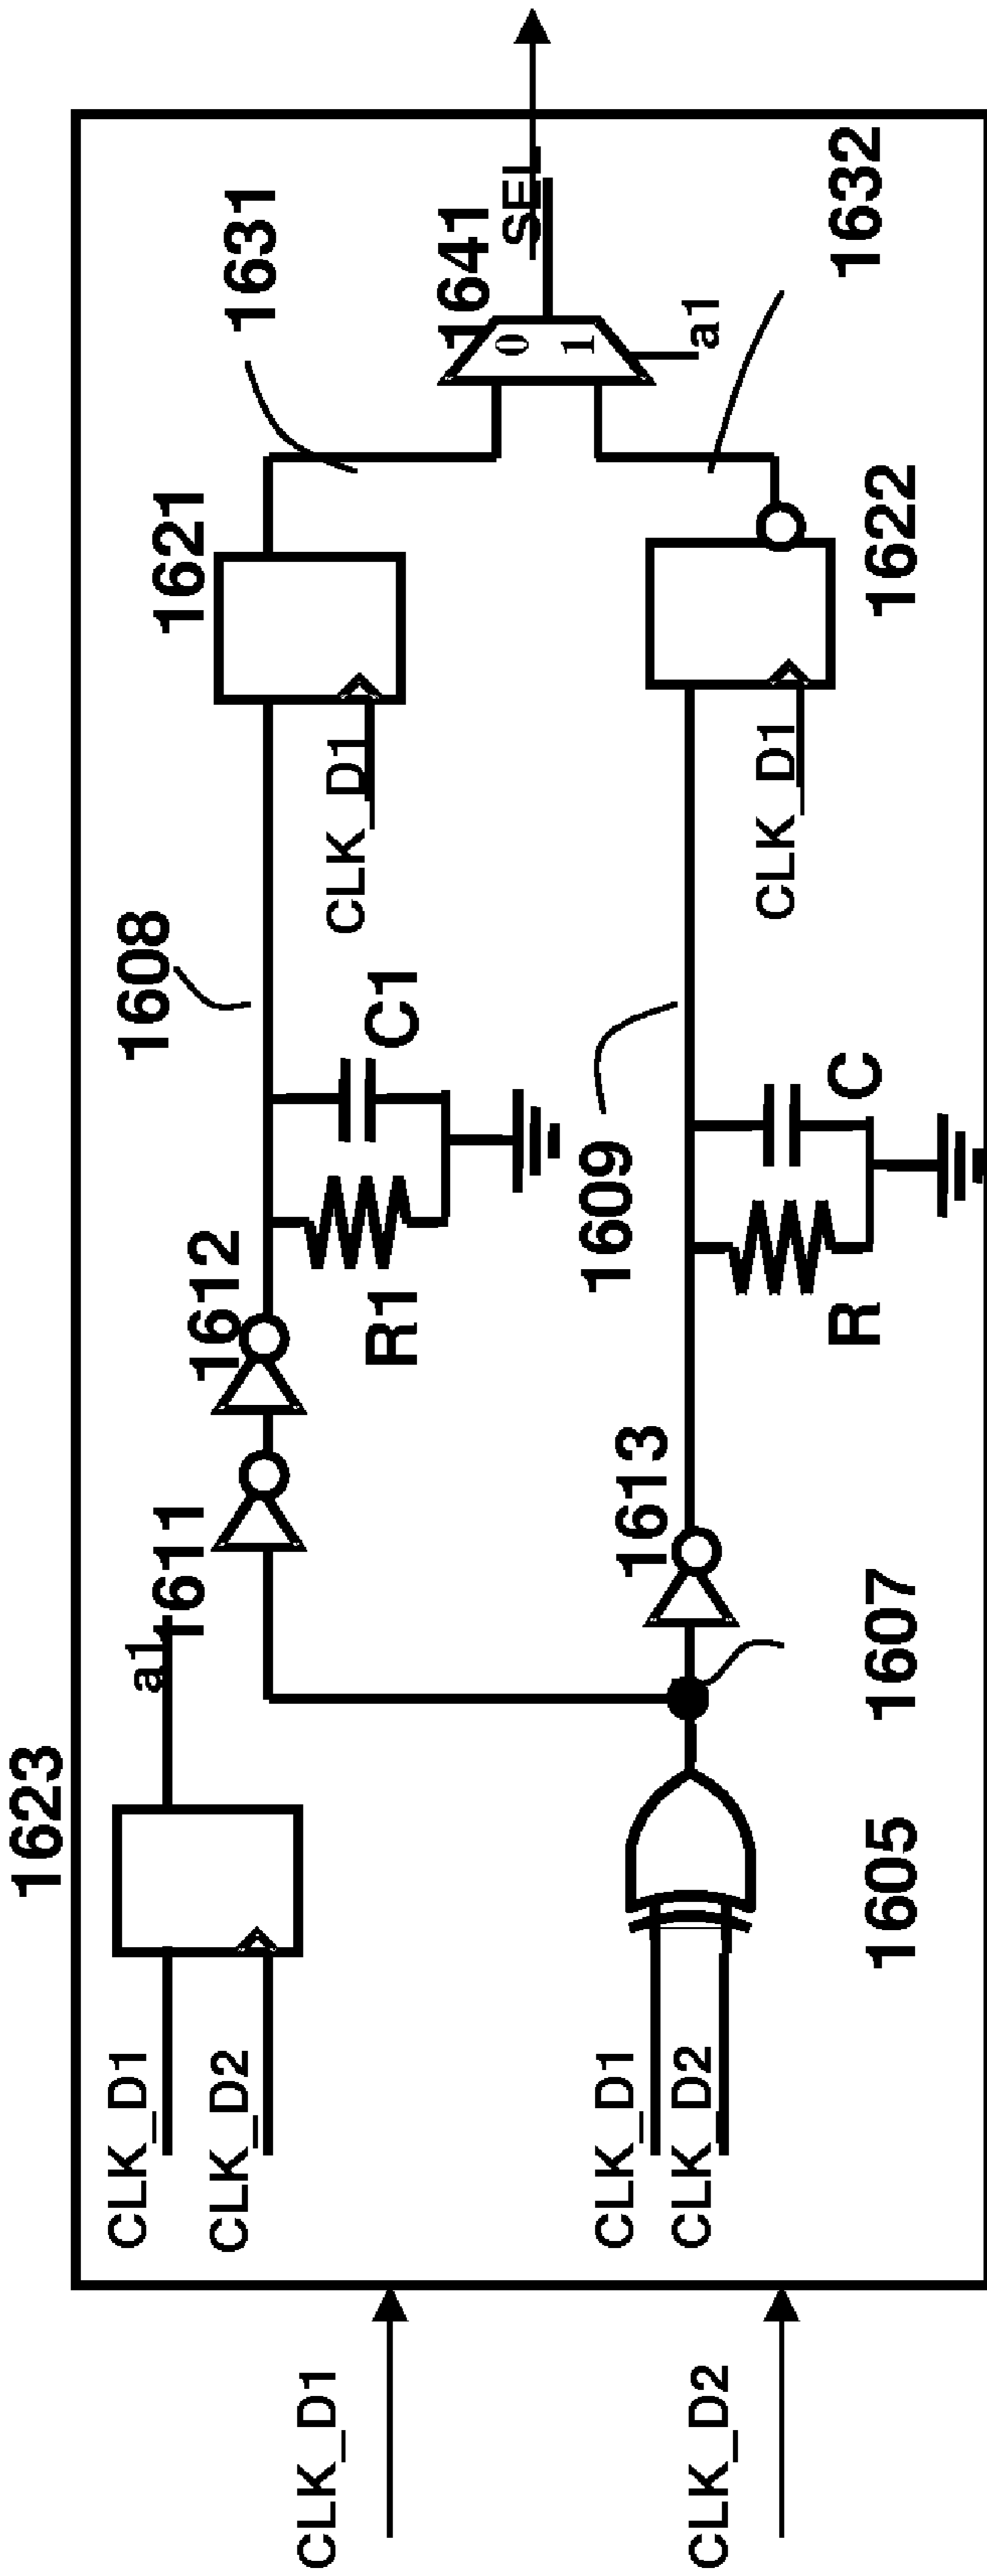 1623
CLK_D1
CLK_D2
a1
1611
1612
R1
C1
1608
CLK_D1
1621
1631
1641
0
1
SEL
a1
CLK_D1
CLK_D2
CLK_D1
CLK_D2
1605
1607
1613
R
C
1609
CLK_D1
1622
1632